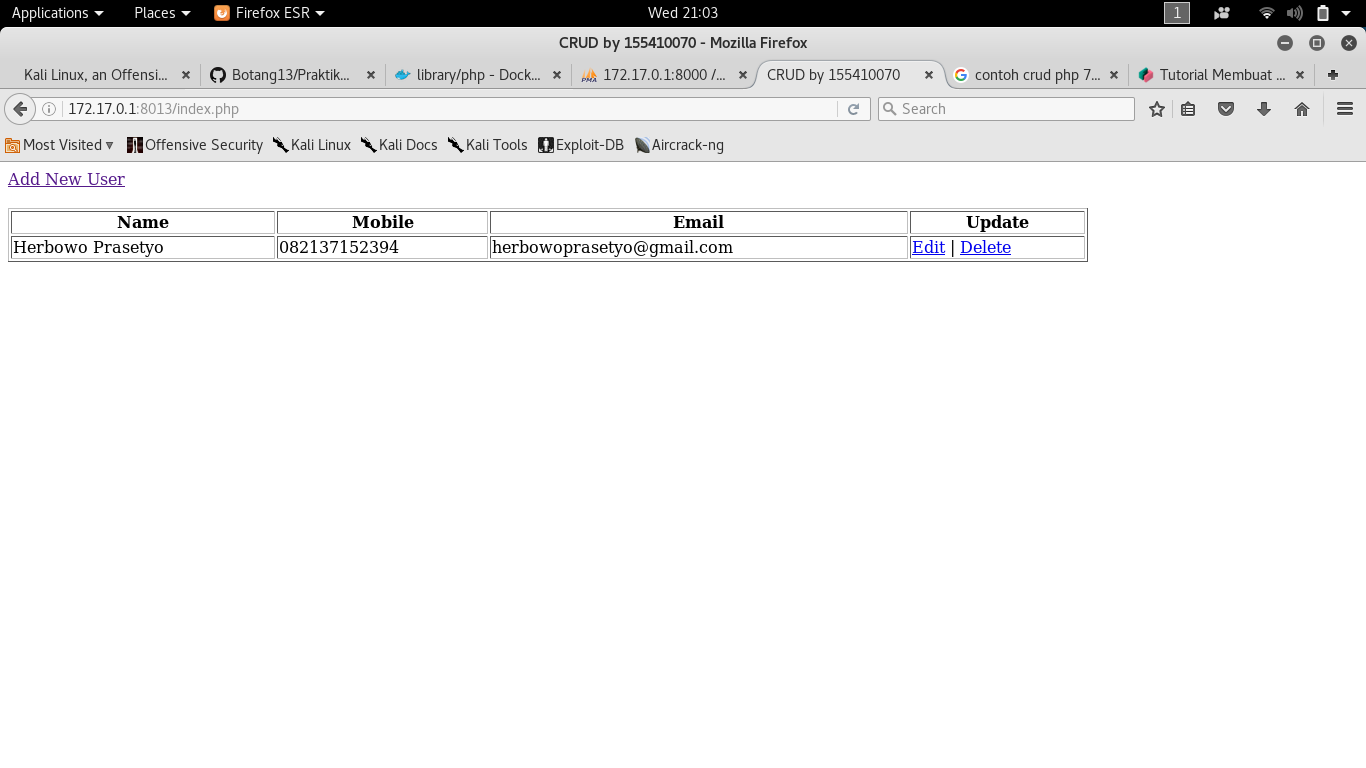 Applications Places Firefox ESR Wed 21:03 1
CRUD by 155410070 - Mozilla Firefox
Kali Linux, an Offensi... Botang13/Praktik... library/php - Dock... 172.17.0.1:8000 /... CRUD by 155410070 contoh crud php 7... Tutorial Membuat ...
172.17.0.1:8013/index.php Search
Most Visited Offensive Security Kali Linux Kali Docs Kali Tools Exploit-DB Aircrack-ng
Add New User
Name Mobile Email Update
Herbowo Prasetyo 082137152394 herbowoprasetyo@gmail.com Edit | Delete